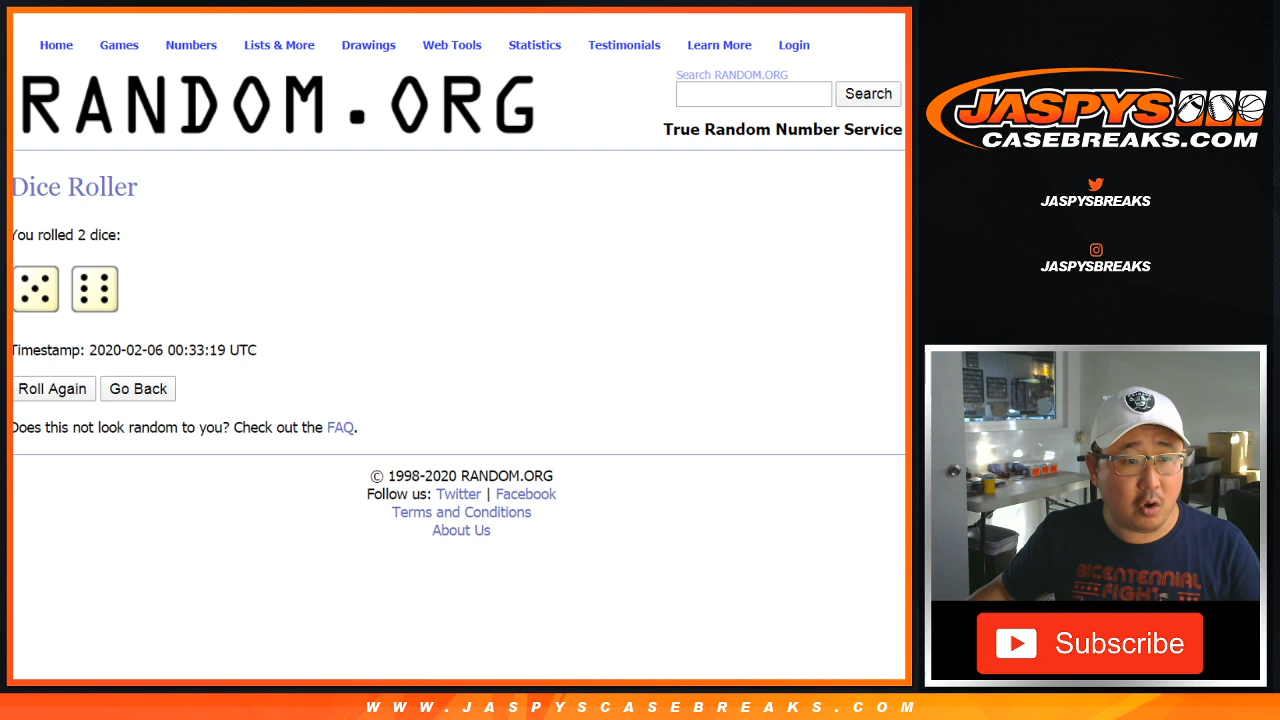 Home Games Numbers Lists & More Drawings Web Tools Statistics Testimonials Learn More Login
RANDOM.ORG
Search RANDOM.ORG
Search
True Random Number Service
Dice Roller
You rolled 2 dice:
Timestamp: 2020-02-06 00:33:19 UTC
Roll Again Go Back
Does this not look random to you? Check out the FAQ.
© 1998-2020 RANDOM.ORG
Follow us: Twitter | Facebook
Terms and Conditions
About Us
JASPYS
CASEBREAKS.COM
JASPYSBREAKS
JASPYSBREAKS
BICENTENNIAL
FIGHT
Subscribe
WWW.JASPYSCASEBREAKS.COM